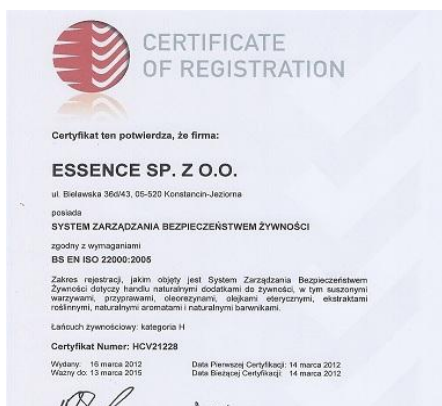 CERTIFICATE
OF REGISTRATION
Certyfikat ten potwierdza, że firma:
ESSENCE SP. Z O.O.
ul. Bielawska 36d/43, 05-520 Konstancin-Jeziorna
posiada
SYSTEM ZARZĄDZANIA BEZPIECZEŃSTWEM ŻYWNOŚCI
zgodny z wymaganiami
BS EN ISO 22000:2005
Zakres rejestracji, jakim objęty jest System Zarządzania Bezpieczeństwem
Żywności dotyczy handlu naturalnymi dodatkami do żywności, w tym suszonymi
warzywami, przyprawami, oleorezynami, olejkami eterycznymi, ekstraktami
roślinnymi, naturalnymi aromatami i naturalnymi barwnikami.
Łańcuch żywnościowy: kategoria H
Certyfikat Numer: HCV21228
Wydany: 16 marca 2012 Data Pierwszej Certyfikacji: 14 marca 2012
Ważny do: 13 marca 2015 Data Bieżącej Certyfikacji: 14 marca 2012